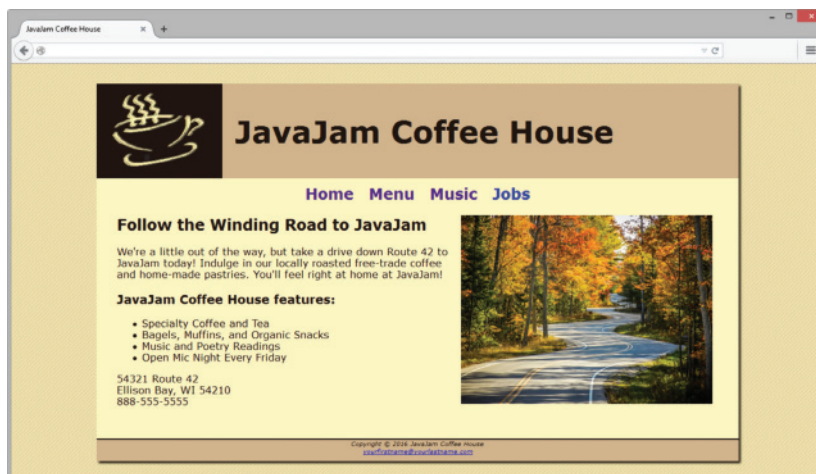 JavaJam Coffee House
JavaJam Coffee House
Home Menu Music Jobs
Follow the Winding Road to JavaJam
We're a little out of the way, but take a drive down Route 42 to
JavaJam today! Indulge in our locally roasted free-trade coffee
and home-made pastries. You'll feel right at home at JavaJam!
JavaJam Coffee House features:
• Specialty Coffee and Tea
• Bagels, Muffins, and Organic Snacks
• Music and Poetry Readings
• Open Mic Night Every Friday
54321 Route 42
Ellison Bay, WI 54210
888-555-5555
Copyright © 2016 JavaJam Coffee House
yourfirstname@yourlastname.com